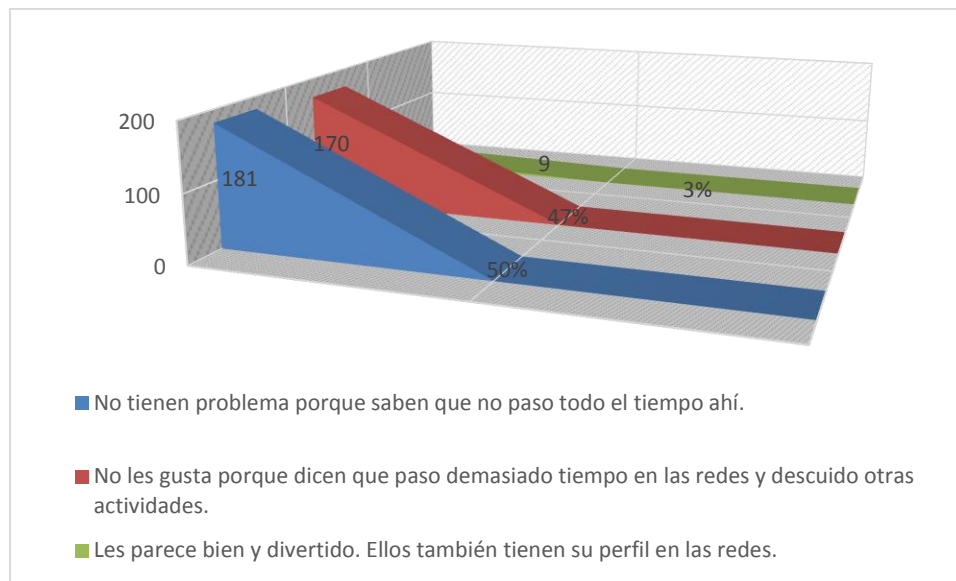 200
100
0
181
170
9
3%
47%
50%
No tienen problema porque saben que no paso todo el tiempo ahí.
No les gusta porque dicen que paso demasiado tiempo en las redes y descuido otras
actividades.
Les parece bien y divertido. Ellos también tienen su perfil en las redes.